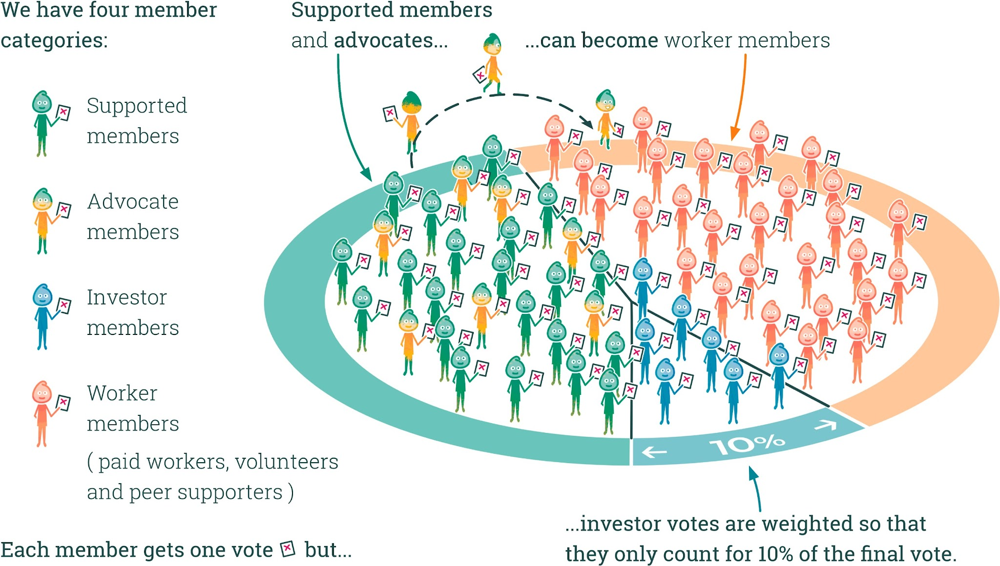 We have four member
categories:
Supported
members
Advocate
members
Investor
members
Worker
members
( paid workers, volunteers
and peer supporters )
Each member gets one vote but...
Supported members
and advocates...
...can become worker members
10%
...investor votes are weighted so that
they only count for 10% of the final vote.